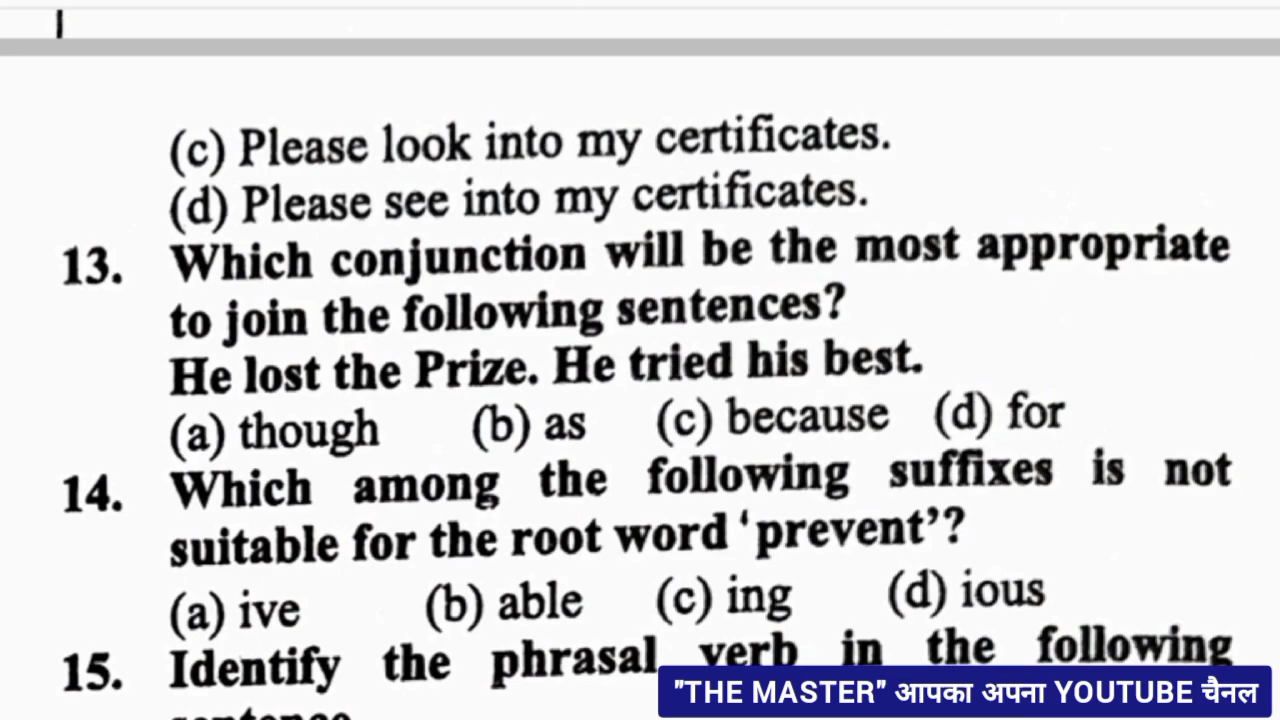 (c) Please look into my certificates.
(d) Please see into my certificates.
13. Which conjunction will be the most appropriate
to join the following sentences?
He lost the Prize. He tried his best.
(a) though (b) as (c) because (d) for
14. Which among the following suffixes is not
suitable for the root word ‘prevent’?
(a) ive (b) able (c) ing (d) ious
15. Identify the phrasal verb in the following
"THE MASTER" आपका अपना YOUTUBE चैनल